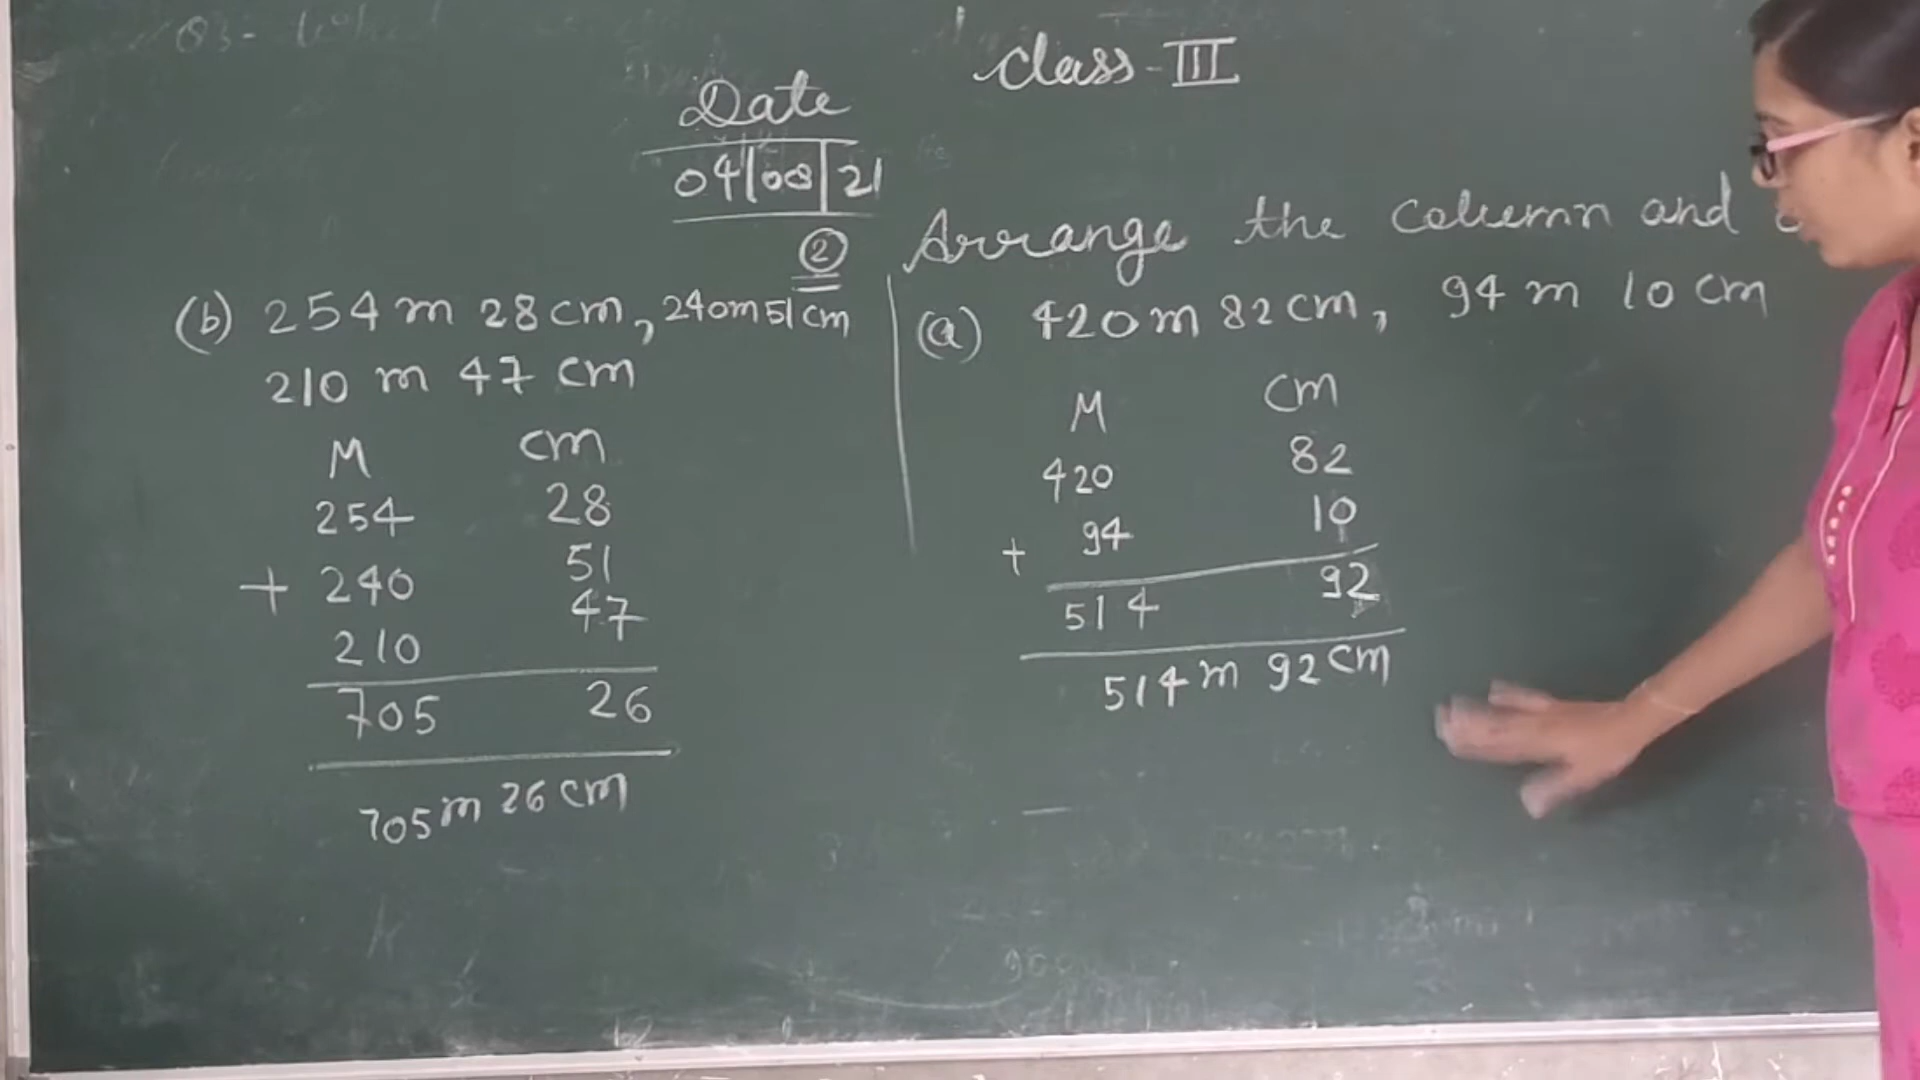 Class - III
Date
04|08|21
②
Arrange the column and
(a) 420 m 82 cm, 94 m 10 cm
M cm
420 82
+ 94 10
514 92
514 m 92 cm
(b) 254 m 28 cm, 240 m 51 cm
210 m 47 cm
M cm
254 28
+ 240 51
210 47
705 26
705 m 26 cm